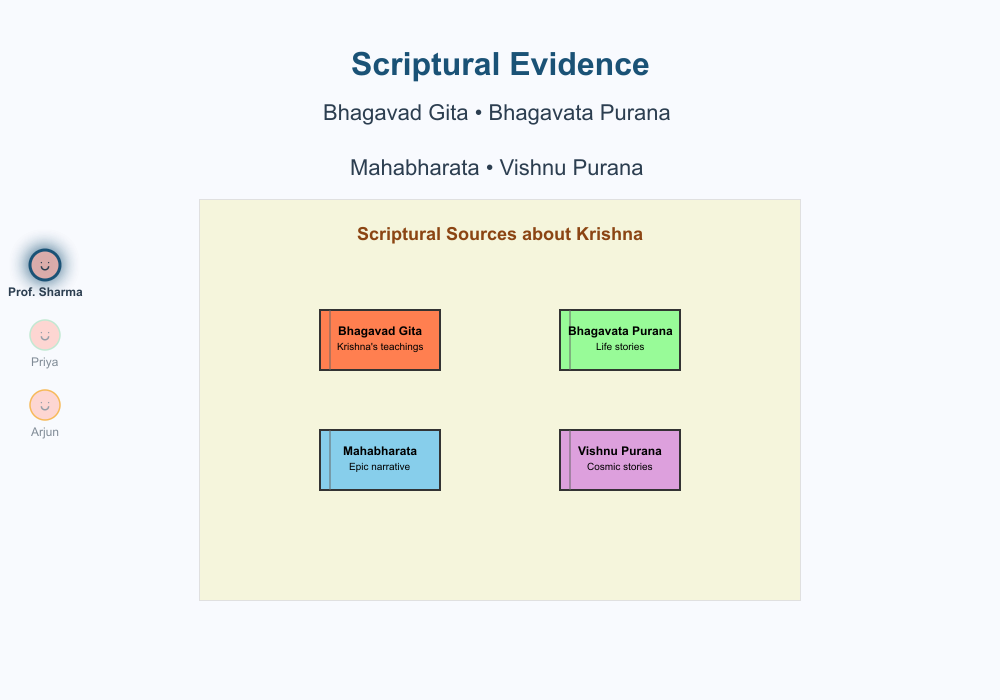 Scriptural Evidence
Bhagavad Gita • Bhagavata Purana
Mahabharata • Vishnu Purana
Scriptural Sources about Krishna
Prof. Sharma
Priya
Arjun
Bhagavad Gita
Krishna's teachings
Bhagavata Purana
Life stories
Mahabharata
Epic narrative
Vishnu Purana
Cosmic stories